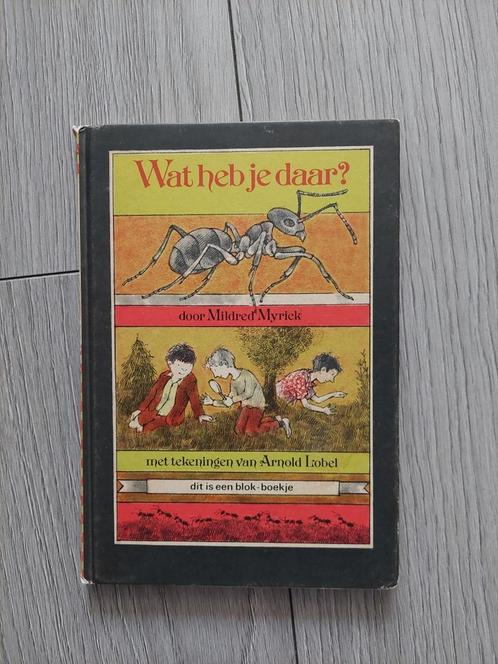 Wat heb je daar?
door Mildred Myrick
met tekeningen van Arnold Lobel
dit is een blok-boekje